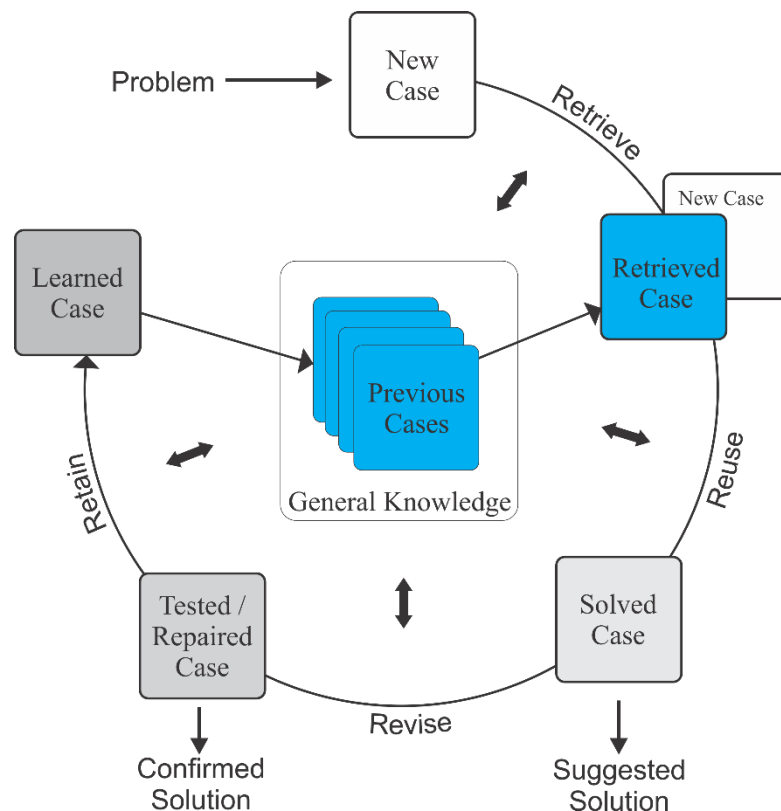 Problem
New
Case
Retrieve
New Case
Retrieved
Case
Learned
Case
Previous
Cases
General Knowledge
Reuse
Retain
Tested /
Repaired
Case
Solved
Case
Revise
Confirmed
Solution
Suggested
Solution